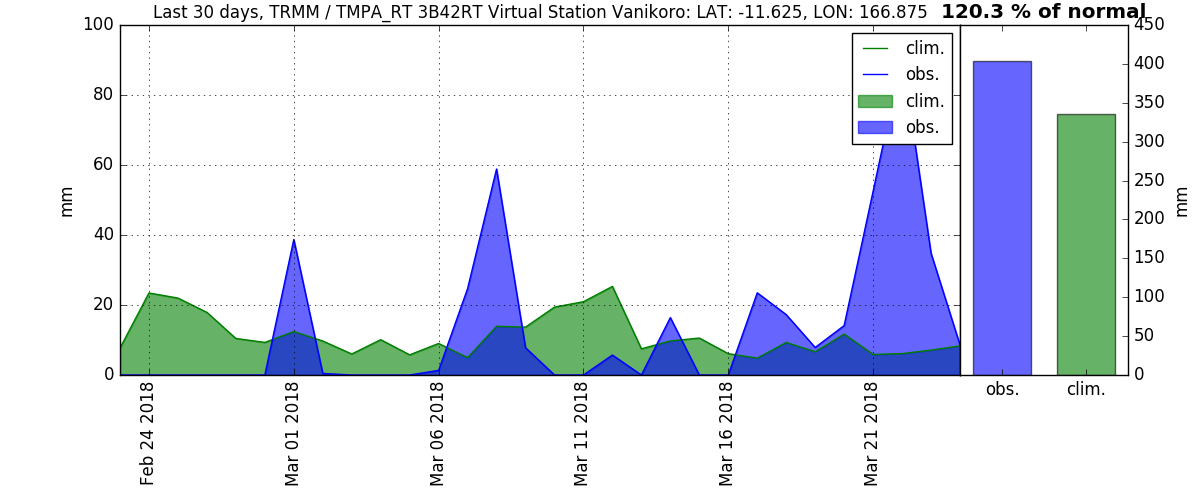 Last 30 days, TRMM / TMPA_RT 3B42RT Virtual Station Vanikoro: LAT: -11.625, LON: 166.875 120.3 % of normal
100
80
60
40
20
0
mm
clim.
obs.
clim.
obs.
Feb 24 2018
Mar 01 2018
Mar 06 2018
Mar 11 2018
Mar 16 2018
Mar 21 2018
450
400
350
300
250
200
150
100
50
0
mm
obs.
clim.